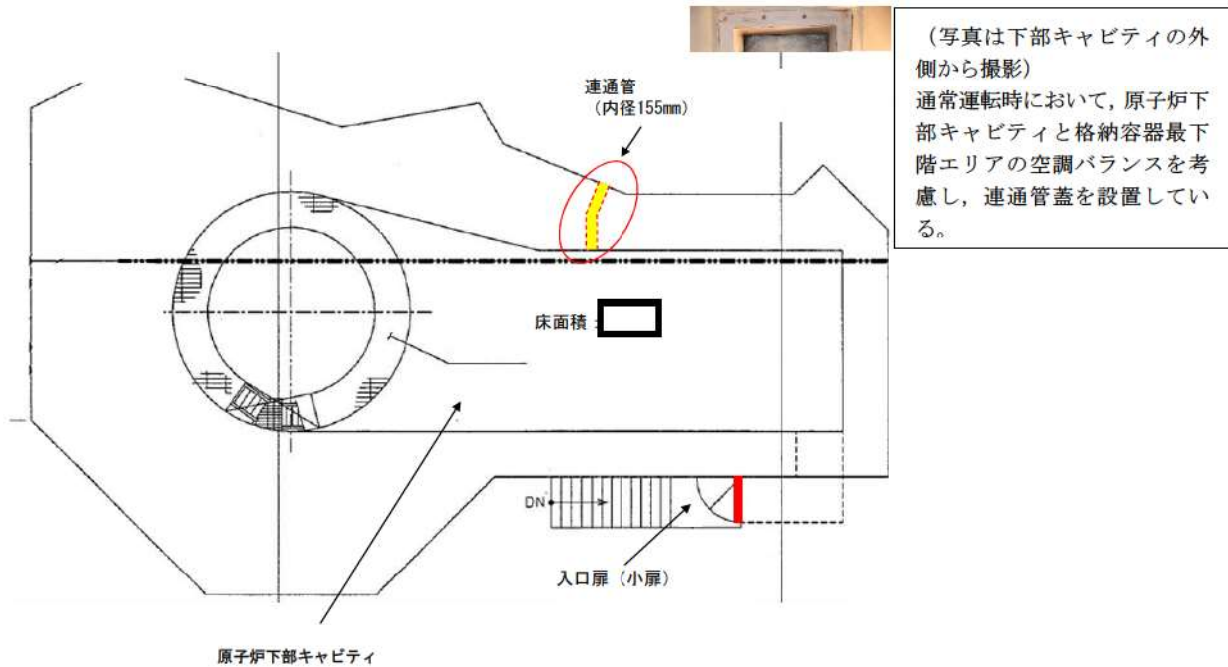 （写真は下部キャビティの外
側から撮影）
通常運転時において，原子炉下
部キャビティと格納容器最下
階エリアの空調バランスを考
慮し，連通管蓋を設置してい
る。
連通管
（内径155mm）
床面積：
DN
入口扉（小扉）
原子炉下部キャビティ